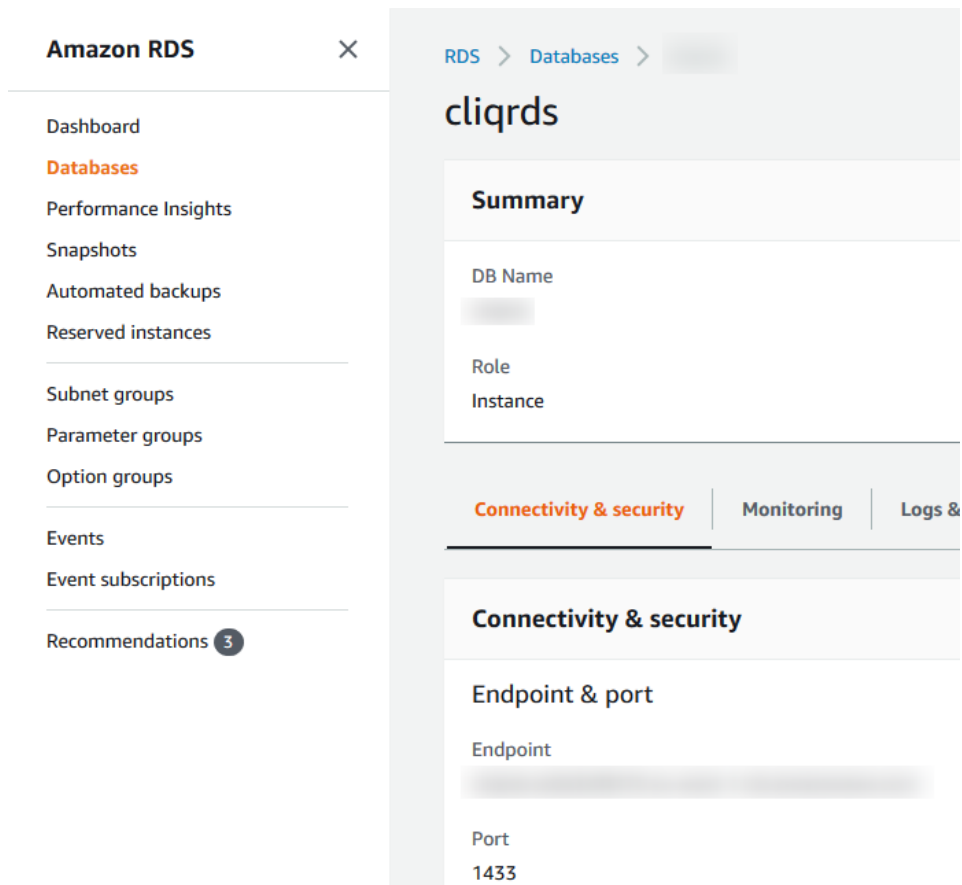 Amazon RDS
Dashboard
Databases
Performance Insights
Snapshots
Automated backups
Reserved instances
Subnet groups
Parameter groups
Option groups
Events
Event subscriptions
Recommendations 3
RDS > Databases >
cliqrds
Summary
DB Name
Role
Instance
Connectivity & security
Monitoring
Logs &
Connectivity & security
Endpoint & port
Endpoint
Port
1433